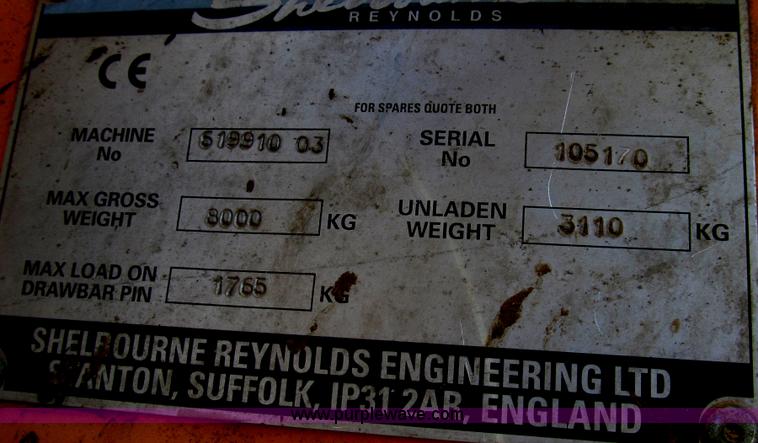 Shelbourne
REYNOLDS
CE
FOR SPARES QUOTE BOTH
MACHINE No 619910 03 SERIAL No 105170
MAX GROSS WEIGHT 8000 KG UNLADEN WEIGHT 3110 KG
MAX LOAD ON DRAWBAR PIN 1765 KG
SHELBOURNE REYNOLDS ENGINEERING LTD
STANTON, SUFFOLK, IP31 2AR, ENGLAND
www.purplewave.com